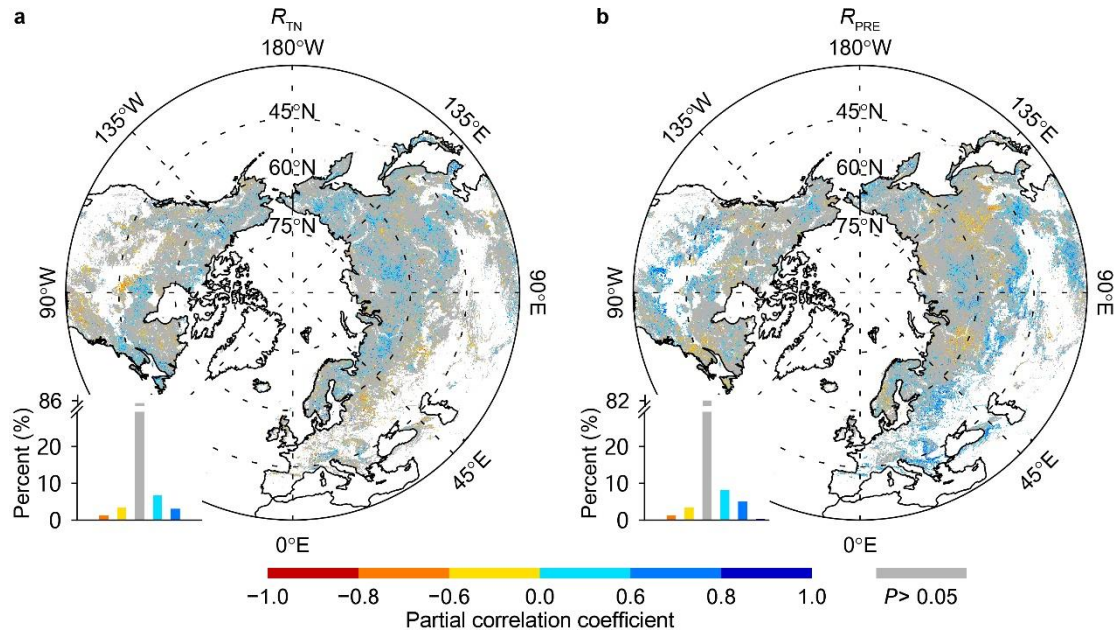 a R_TN b R_PRE
180°W 180°W
135°W 45°N 135°E 135°W 45°N 135°E
60°N 60°N
75°N 75°N
90°W 90°E 90°W 90°E
86 82
Percent (%) 20 Percent (%) 20
10 10
0 0
45°E 45°E
0°E 0°E
−1.0 −0.8 −0.6 0.0 0.6 0.8 1.0 P> 0.05
Partial correlation coefficient